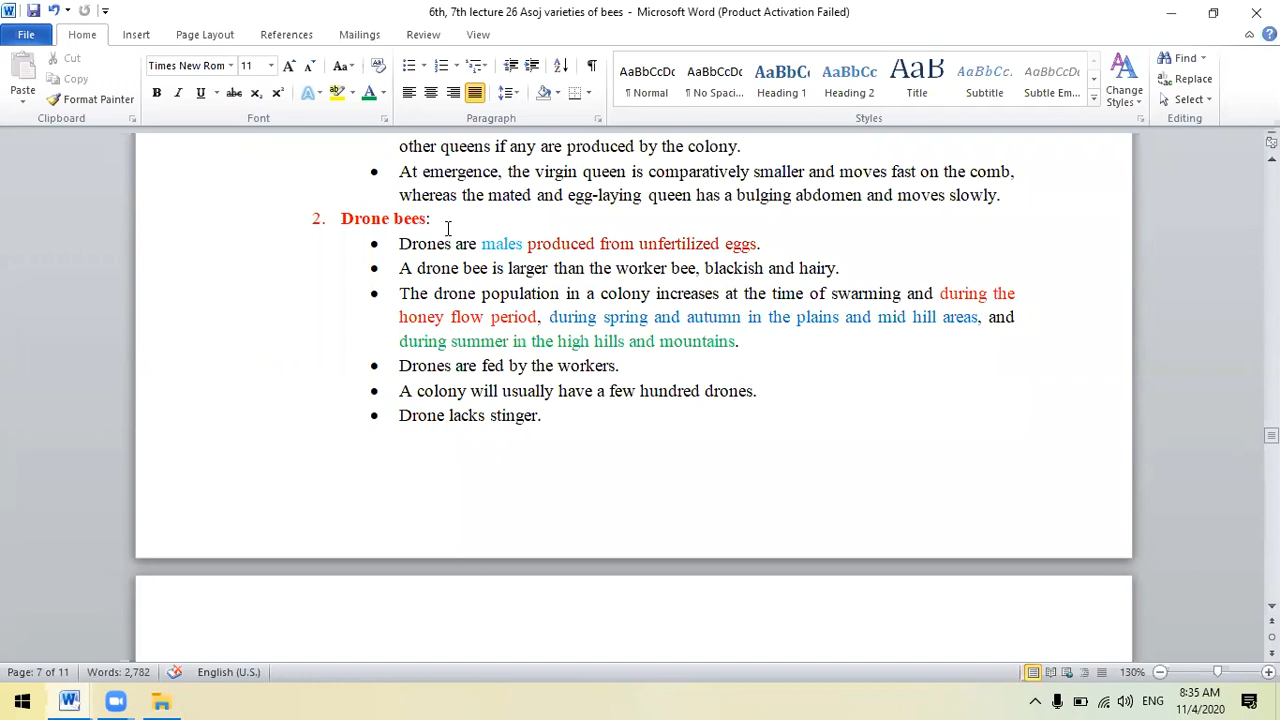 6th, 7th lecture 26 Asoj varieties of bees - Microsoft Word (Product Activation Failed)
File Home Insert Page Layout References Mailings Review View
Cut
Copy
Format Painter
Paste
Clipboard
Times New Rom 11
Font
Paragraph
AaBbCcDc AaBbCcDc AaBbCc AaBbCc AaB AaBbCcD AaBbCcDc
¶ Normal ¶ No Spaci... Heading 1 Heading 2 Title Subtitle Subtle Em...
Change Styles
Styles
Find
Replace
Select
Editing
other queens if any are produced by the colony.
• At emergence, the virgin queen is comparatively smaller and moves fast on the comb,
whereas the mated and egg-laying queen has a bulging abdomen and moves slowly.
2. Drone bees:
• Drones are males produced from unfertilized eggs.
• A drone bee is larger than the worker bee, blackish and hairy.
• The drone population in a colony increases at the time of swarming and during the
honey flow period, during spring and autumn in the plains and mid hill areas, and
during summer in the high hills and mountains.
• Drones are fed by the workers.
• A colony will usually have a few hundred drones.
• Drone lacks stinger.
Page: 7 of 11 Words: 2,782 English (U.S.) 130%
ENG
8:35 AM
11/4/2020